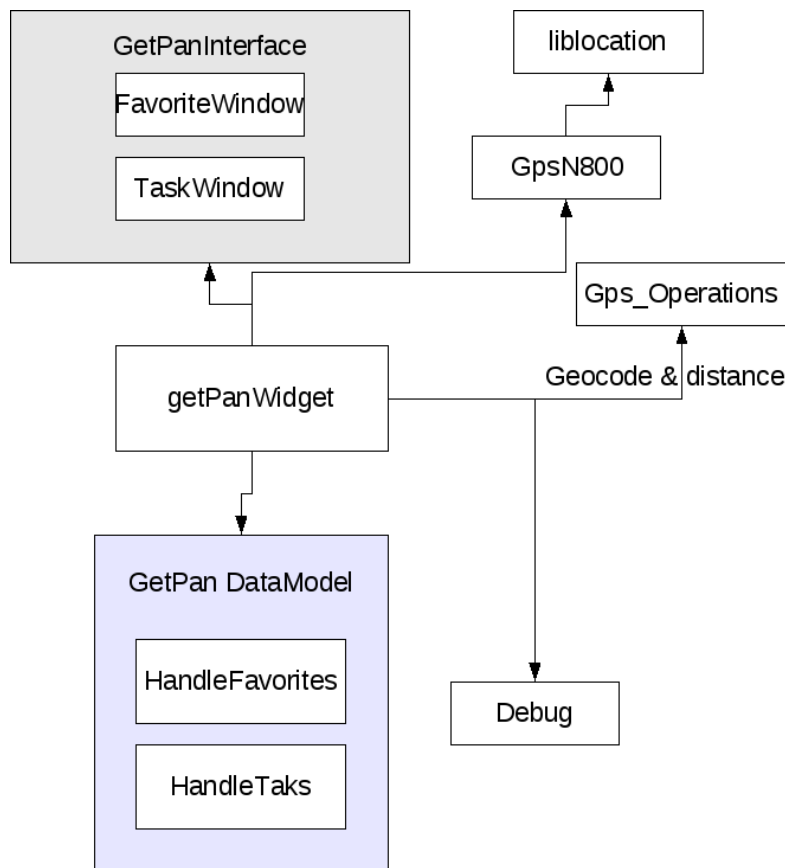 GetPanInterface
FavoriteWindow
TaskWindow
liblocation
GpsN800
Gps_Operations
Geocode & distance
getPanWidget
GetPan DataModel
HandleFavorites
HandleTaks
Debug